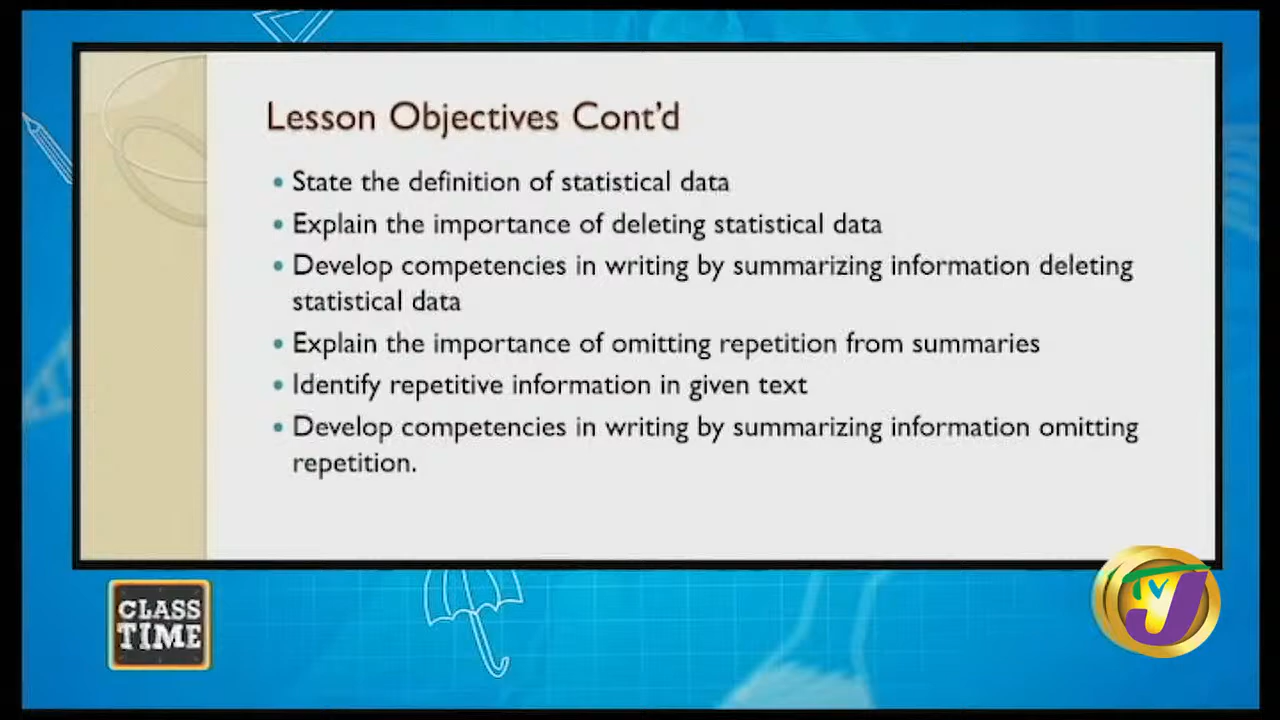 Lesson Objectives Cont'd
• State the definition of statistical data
• Explain the importance of deleting statistical data
• Develop competencies in writing by summarizing information deleting
statistical data
• Explain the importance of omitting repetition from summaries
• Identify repetitive information in given text
• Develop competencies in writing by summarizing information omitting
repetition.
CLASS
TIME
TVJ